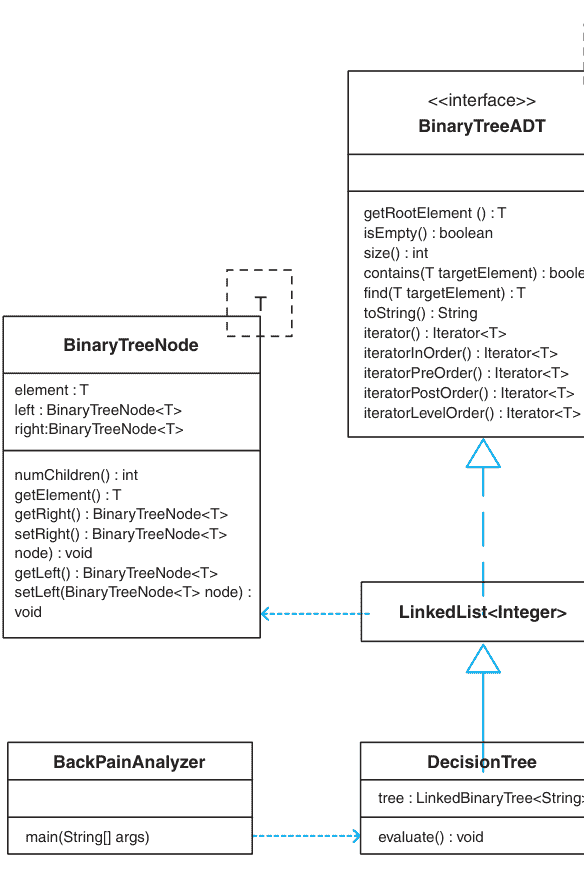 <<interface>>
BinaryTreeADT
getRootElement () : T
isEmpty() : boolean
size() : int
contains(T targetElement) : boole
find(T targetElement) : T
toString() : String
iterator() : Iterator<T>
iteratorInOrder() : Iterator<T>
iteratorPreOrder() : Iterator<T>
iteratorPostOrder() : Iterator<T>
iteratorLevelOrder() : Iterator<T>
T
BinaryTreeNode
element : T
left : BinaryTreeNode<T>
right:BinaryTreeNode<T>
numChildren() : int
getElement() : T
getRight() : BinaryTreeNode<T>
setRight() : BinaryTreeNode<T>
node) : void
getLeft() : BinaryTreeNode<T>
setLeft(BinaryTreeNode<T> node) :
void
LinkedList<Integer>
BackPainAnalyzer
main(String[] args)
DecisionTree
tree : LinkedBinaryTree<String>
evaluate() : void